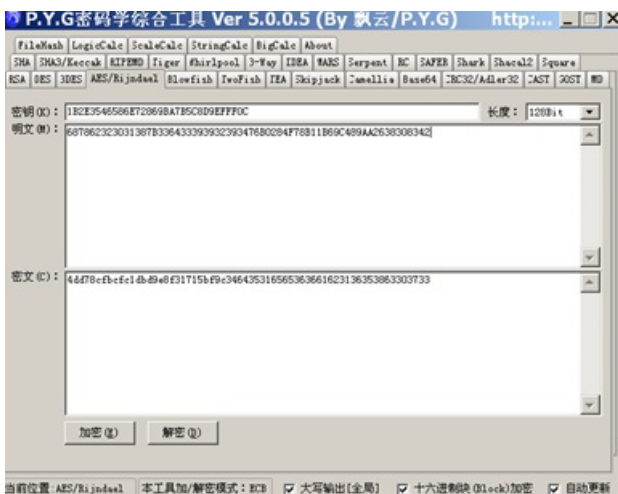 P.Y.G密码学综合工具 Ver 5.0.0.5 (By 飘云/P.Y.G) http:...
FileHash LogicCalc ScaleCalc StringCalc BigCalc About
SHA SHA3/Keccak RIPEMD Tiger Whirlpool 3-Way IDEA MARS Serpent RC SAFER Shark Shacal2 Square
RSA DES 3DES AES/Rijndael Blowfish TwoFish TEA Skipjack Camellia Base64 CRC32/Adler32 CAST GOST MD
密钥(K): 1B2E3546586E72869BA7B5C8D9EFFF0C 长度: 128Bit
明文(M): 687862323031387B336433393932393476B0284F78B11B69C489AA2638308342
密文(C): 4dd78cfbcfc1dbd9e8f31715bf9c3464353165653636616231363538633037​33
加密(E) 解密(D)
当前位置:AES/Rijndael 本工具加/解密模式:ECB 大写输出[全局] 十六进制块(Block)加密 自动更新